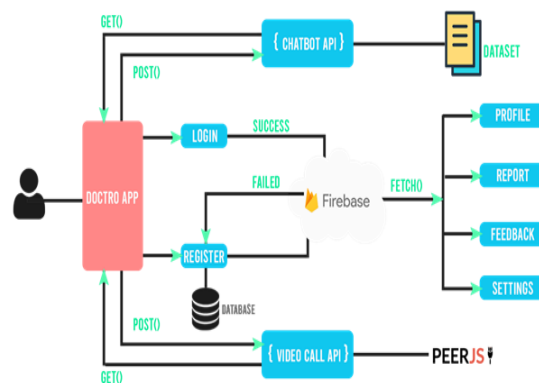 GET()
{ CHATBOT API }
DATASET
POST()
LOGIN
SUCCESS
PROFILE
DOCTRO APP
FAILED
Firebase
FETCH()
REPORT
REGISTER
FEEDBACK
DATABASE
SETTINGS
POST()
{ VIDEO CALL API }
PEERJS
GET()